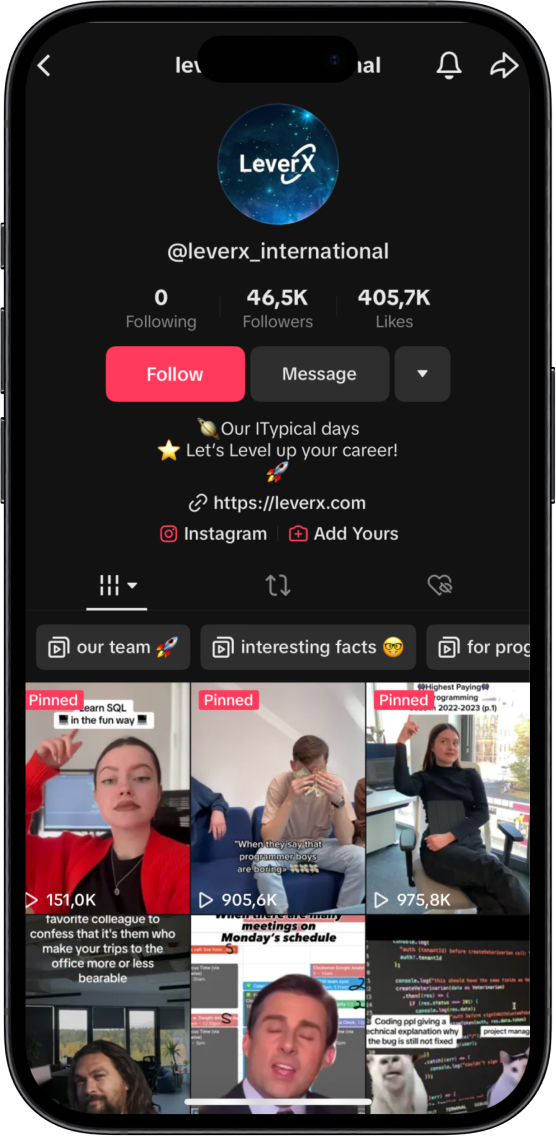 LeverX
@leverx_international
0 46,5K 405,7K
Following Followers Likes
Follow Message
Our ITypical days
Let's Level up your career!
https://leverx.com
Instagram Add Yours
our team interesting facts for prog
Pinned
Learn SQL
in the fun way
151,0K
Pinned
"When they say that
programmer boys
are boring»
905,6K
Pinned
Highest Paying
programming
in 2022-2023 (p.1)
975,8K
favorite colleague to
confess that it's them who
make your trips to the
office more or less
bearable
When there are many
meetings on
Monday's schedule
Coding ppl giving a
technical explanation why
the bug is still not fixed
project manag